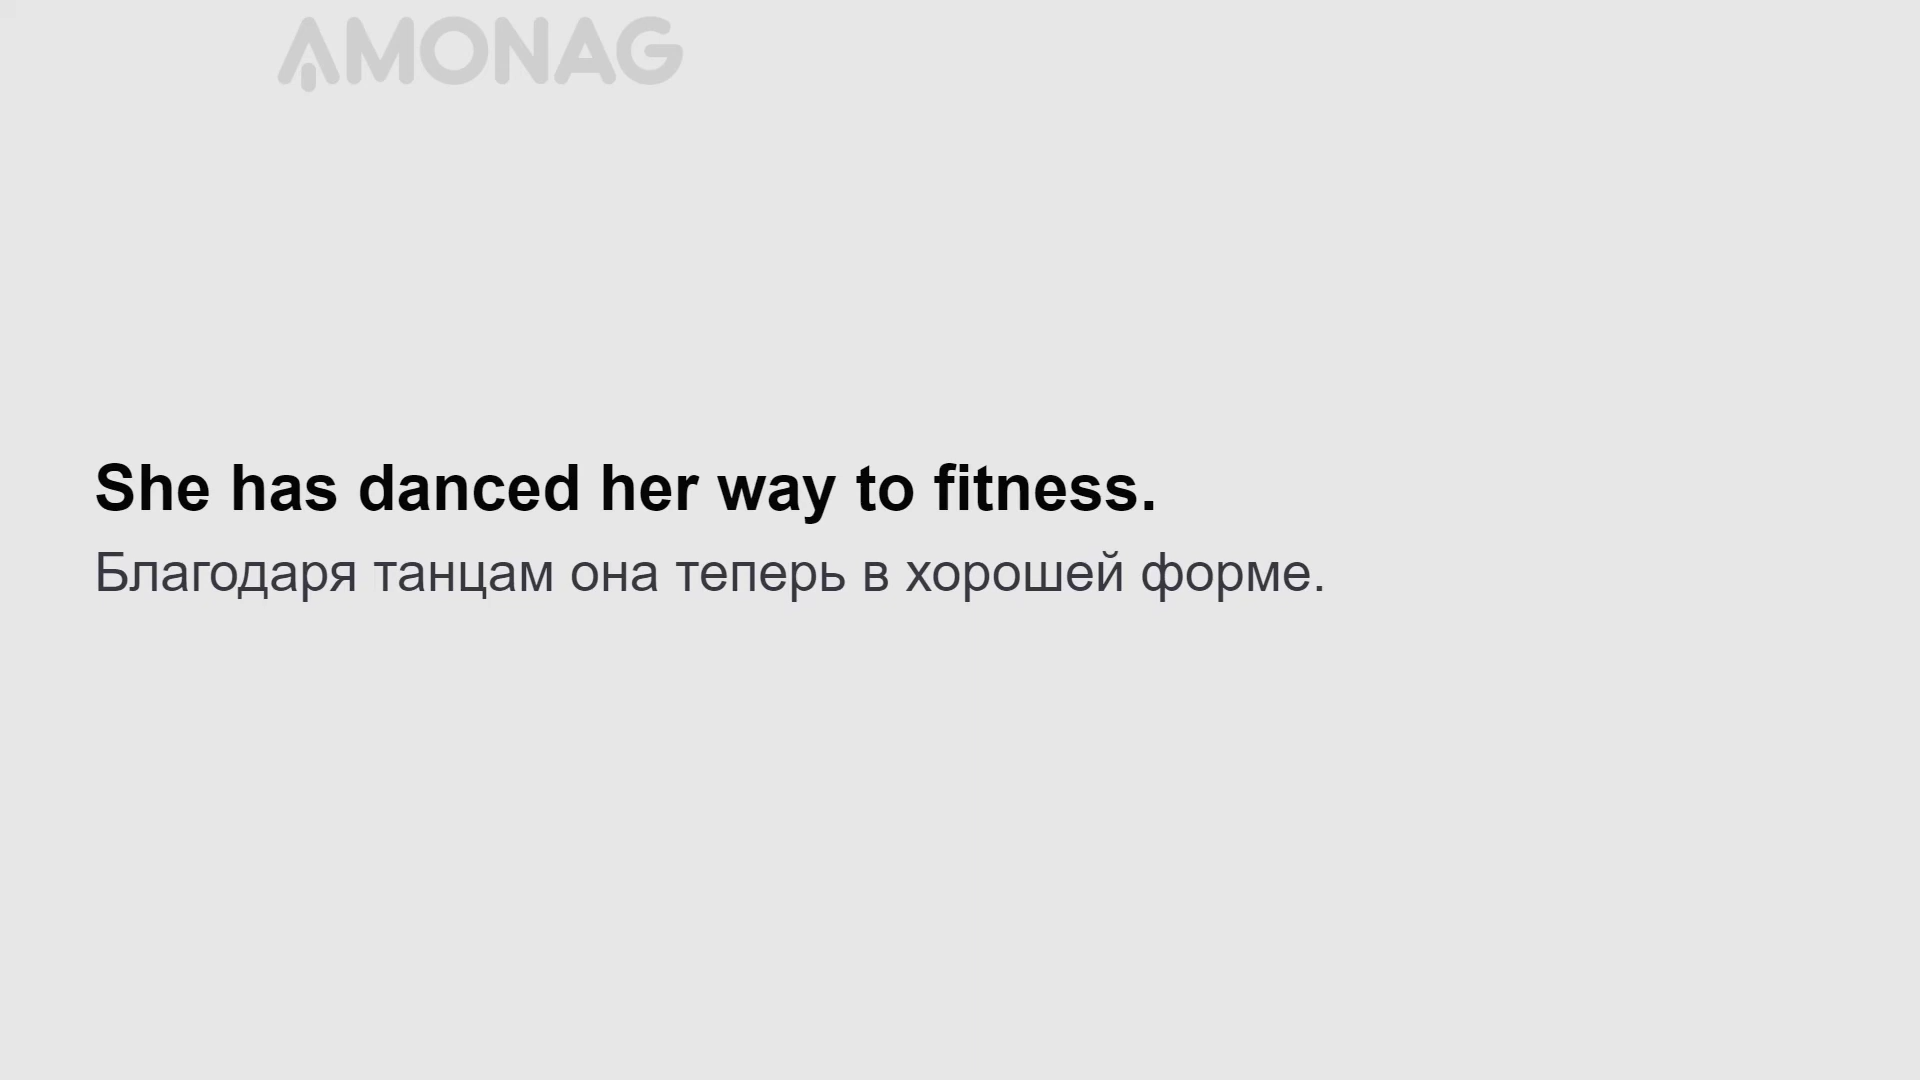 AMONAG
She has danced her way to fitness.
Благодаря танцам она теперь в хорошей форме.